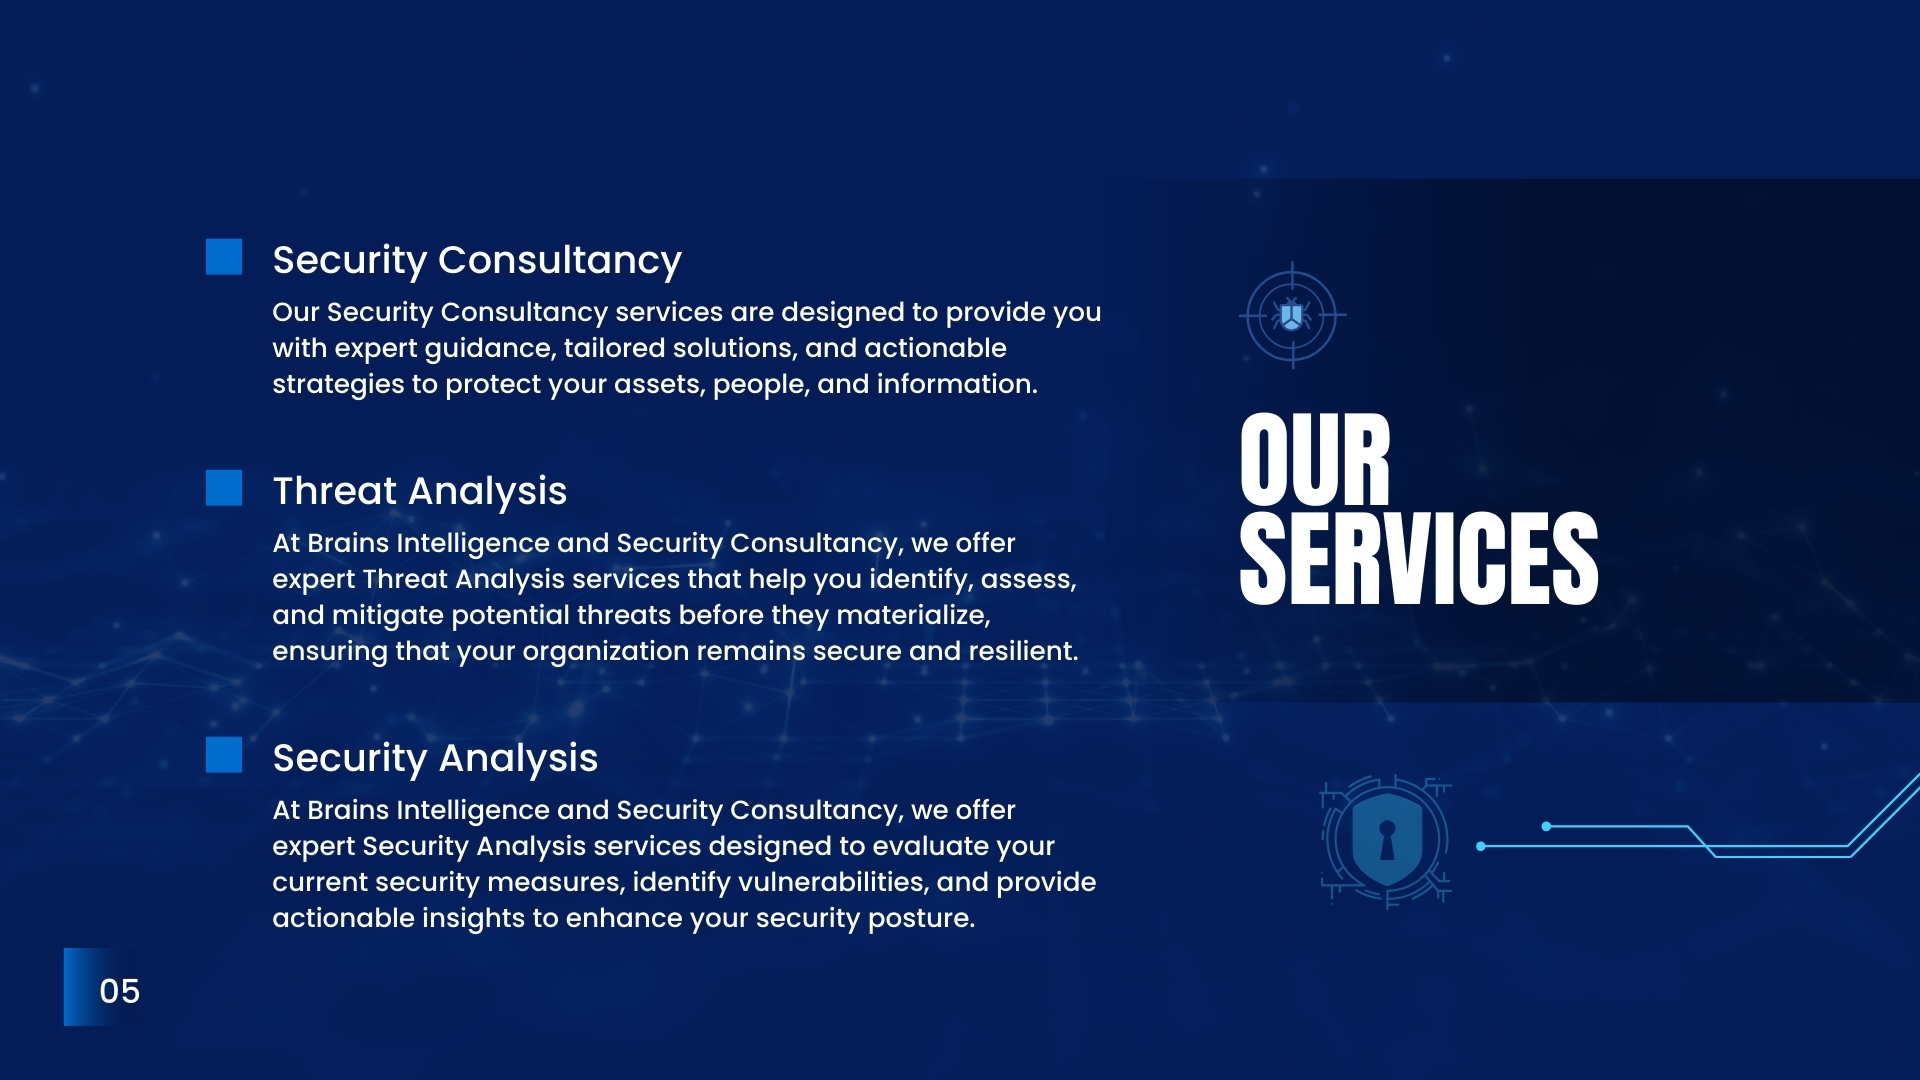 Security Consultancy
Our Security Consultancy services are designed to provide you
with expert guidance, tailored solutions, and actionable
strategies to protect your assets, people, and information.
Threat Analysis
At Brains Intelligence and Security Consultancy, we offer
expert Threat Analysis services that help you identify, assess,
and mitigate potential threats before they materialize,
ensuring that your organization remains secure and resilient.
Security Analysis
At Brains Intelligence and Security Consultancy, we offer
expert Security Analysis services designed to evaluate your
current security measures, identify vulnerabilities, and provide
actionable insights to enhance your security posture.
OUR
SERVICES
05